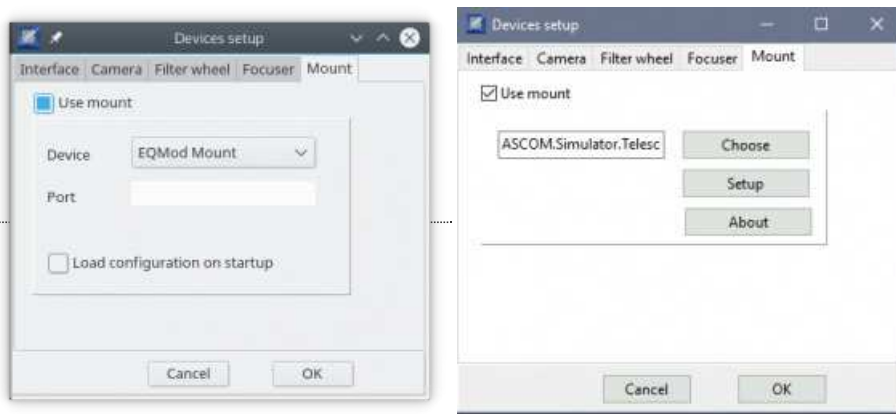 Devices setup
Interface Camera Filter wheel Focuser Mount
Use mount
Device EQMod Mount
Port
Load configuration on startup
Cancel OK
Devices setup
Interface Camera Filter wheel Focuser Mount
Use mount
ASCOM.Simulator.Telesc Choose
Setup
About
Cancel OK